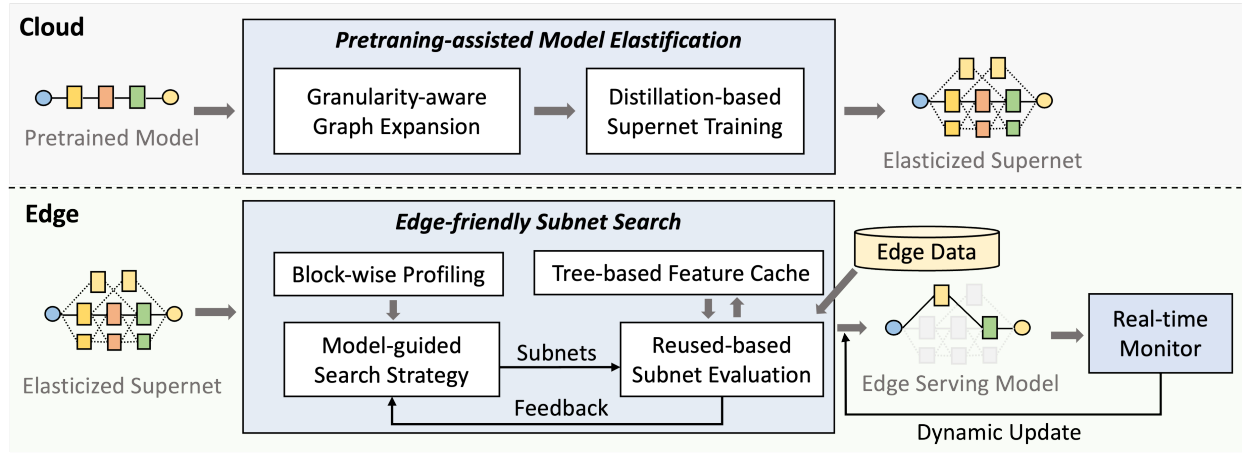 Cloud
Pretraning-assisted Model Elastification
Granularity-aware
Graph Expansion
Distillation-based
Supernet Training
Pretrained Model
Elasticized Supernet
Edge
Edge-friendly Subnet Search
Block-wise Profiling
Tree-based Feature Cache
Edge Data
Model-guided
Search Strategy
Subnets
Reused-based
Subnet Evaluation
Feedback
Elasticized Supernet
Edge Serving Model
Real-time
Monitor
Dynamic Update